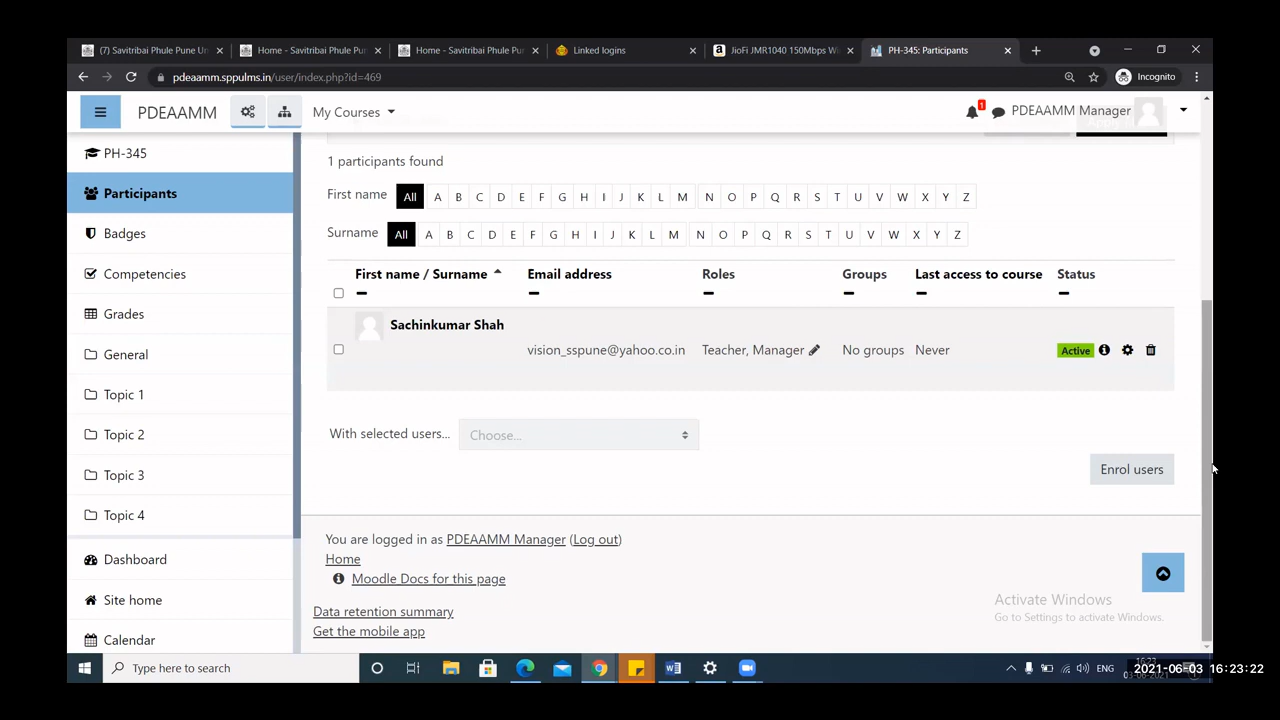 (7) Savitribai Phule Pune Un
Home - Savitribai Phule Pun
Home - Savitribai Phule Pun
Linked logins
JioFi JMR1040 150Mbps Wi
PH-345: Participants
pdeaamm.sppulms.in/user/index.php?id=469
Incognito
PDEAAMM
My Courses
1
PDEAAMM Manager
PH-345
Participants
Badges
Competencies
Grades
General
Topic 1
Topic 2
Topic 3
Topic 4
Dashboard
Site home
Calendar
1 participants found
First name All A B C D E F G H I J K L M N O P Q R S T U V W X Y Z
Surname All A B C D E F G H I J K L M N O P Q R S T U V W X Y Z
First name / Surname Email address Roles Groups Last access to course Status
Sachinkumar Shah
vision_sspune@yahoo.co.in Teacher, Manager No groups Never Active
With selected users... Choose...
Enrol users
You are logged in as PDEAAMM Manager (Log out)
Home
Moodle Docs for this page
Data retention summary
Get the mobile app
Activate Windows
Go to Settings to activate Windows.
Type here to search
ENG
2021-06-03 16:23:22